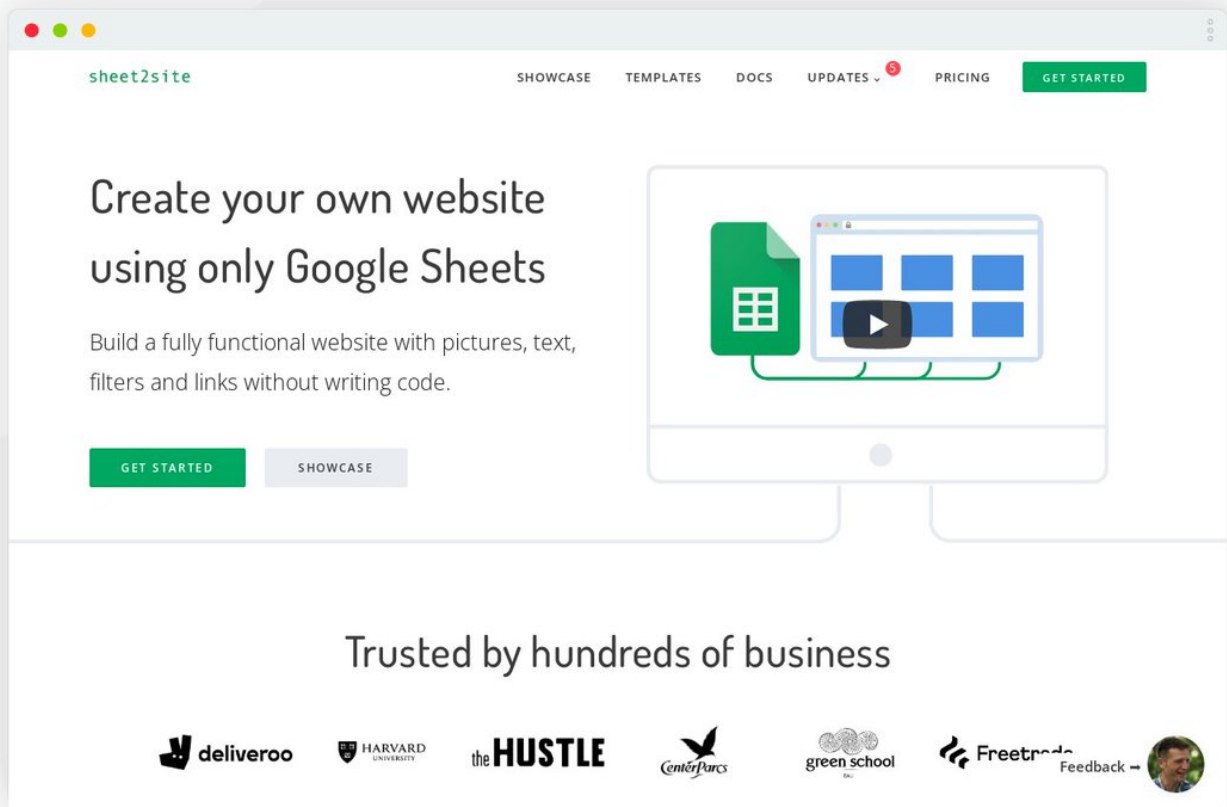 sheet2site
SHOWCASE
TEMPLATES
DOCS
UPDATES
5
PRICING
GET STARTED
Create your own website
using only Google Sheets
Build a fully functional website with pictures, text,
filters and links without writing code.
GET STARTED
SHOWCASE
Trusted by hundreds of business
deliveroo
HARVARD
UNIVERSITY
the HUSTLE
CenterParcs
green school
BALI
Freetrade
Feedback →